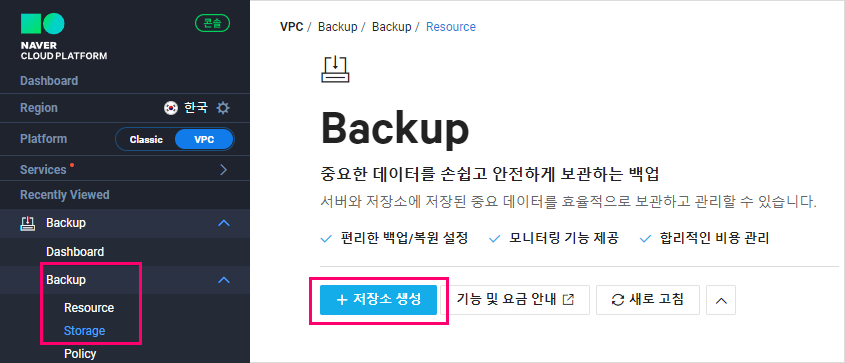 콘솔
NAVER
CLOUD PLATFORM
Dashboard
Region 한국
Platform Classic VPC
Services
Recently Viewed
Backup
Dashboard
Backup
Resource
Storage
Policy
VPC / Backup / Backup / Resource
Backup
중요한 데이터를 손쉽고 안전하게 보관하는 백업
서버와 저장소에 저장된 중요 데이터를 효율적으로 보관하고 관리할 수 있습니다.
편리한 백업/복원 설정 모니터링 기능 제공 합리적인 비용 관리
+ 저장소 생성 기능 및 요금 안내 새로 고침